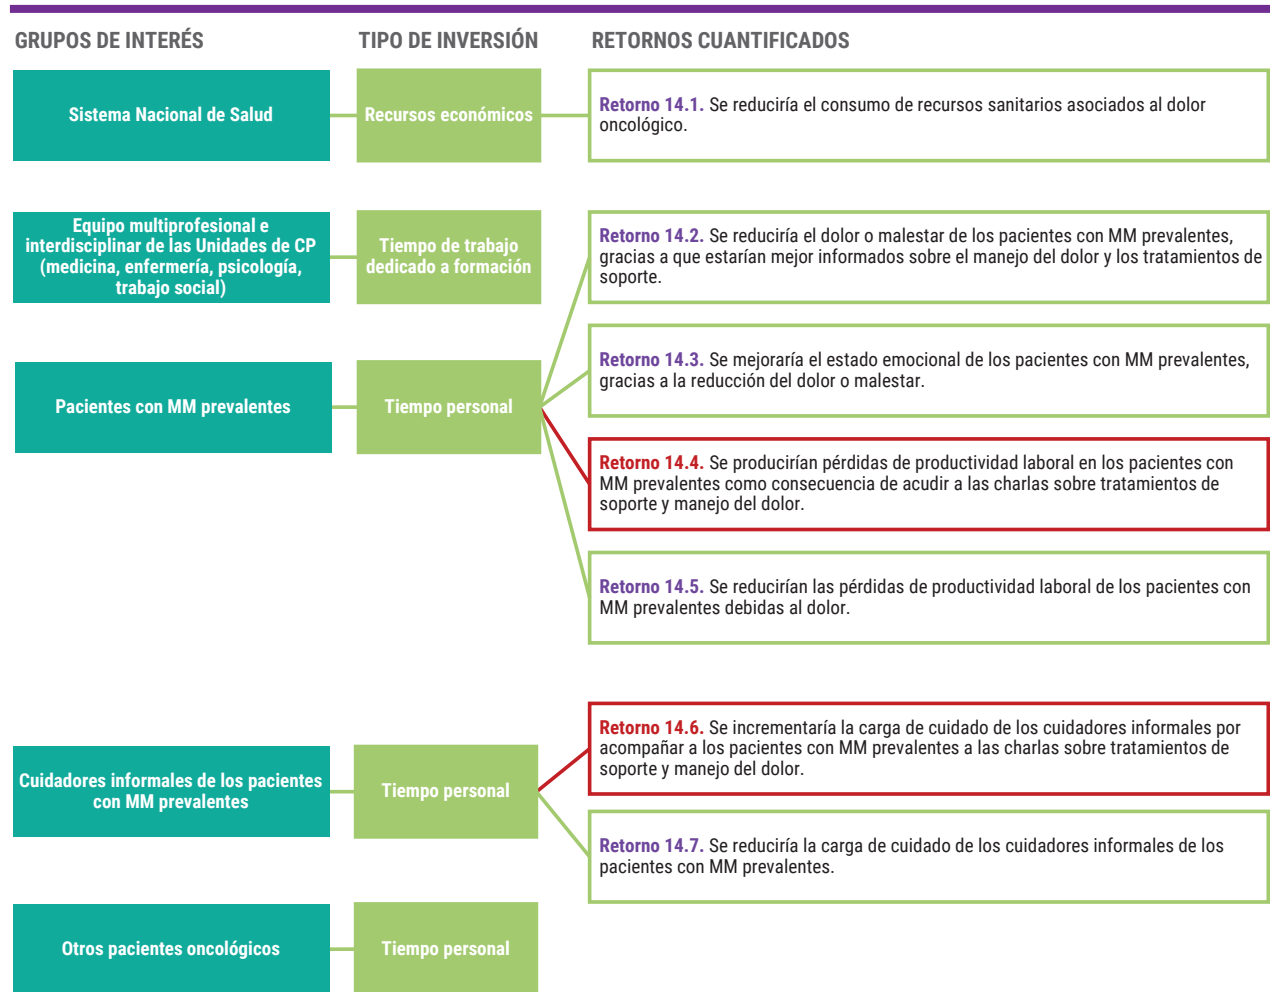 GRUPOS DE INTERÉS
TIPO DE INVERSIÓN
RETORNOS CUANTIFICADOS
Sistema Nacional de Salud
Recursos económicos
Retorno 14.1. Se reduciría el consumo de recursos sanitarios asociados al dolor
oncológico.
Equipo multiprofesional e
interdisciplinar de las Unidades de CP
(medicina, enfermería, psicología,
trabajo social)
Tiempo de trabajo
dedicado a formación
Retorno 14.2. Se reduciría el dolor o malestar de los pacientes con MM prevalentes,
gracias a que estarían mejor informados sobre el manejo del dolor y los tratamientos de
soporte.
Pacientes con MM prevalentes
Tiempo personal
Retorno 14.3. Se mejoraría el estado emocional de los pacientes con MM prevalentes,
gracias a la reducción del dolor o malestar.
Retorno 14.4. Se producirían pérdidas de productividad laboral en los pacientes con
MM prevalentes como consecuencia de acudir a las charlas sobre tratamientos de
soporte y manejo del dolor.
Retorno 14.5. Se reducirían las pérdidas de productividad laboral de los pacientes con
MM prevalentes debidas al dolor.
Cuidadores informales de los pacientes
con MM prevalentes
Tiempo personal
Retorno 14.6. Se incrementaría la carga de cuidado de los cuidadores informales por
acompañar a los pacientes con MM prevalentes a las charlas sobre tratamientos de
soporte y manejo del dolor.
Retorno 14.7. Se reduciría la carga de cuidado de los cuidadores informales de los
pacientes con MM prevalentes.
Otros pacientes oncológicos
Tiempo personal